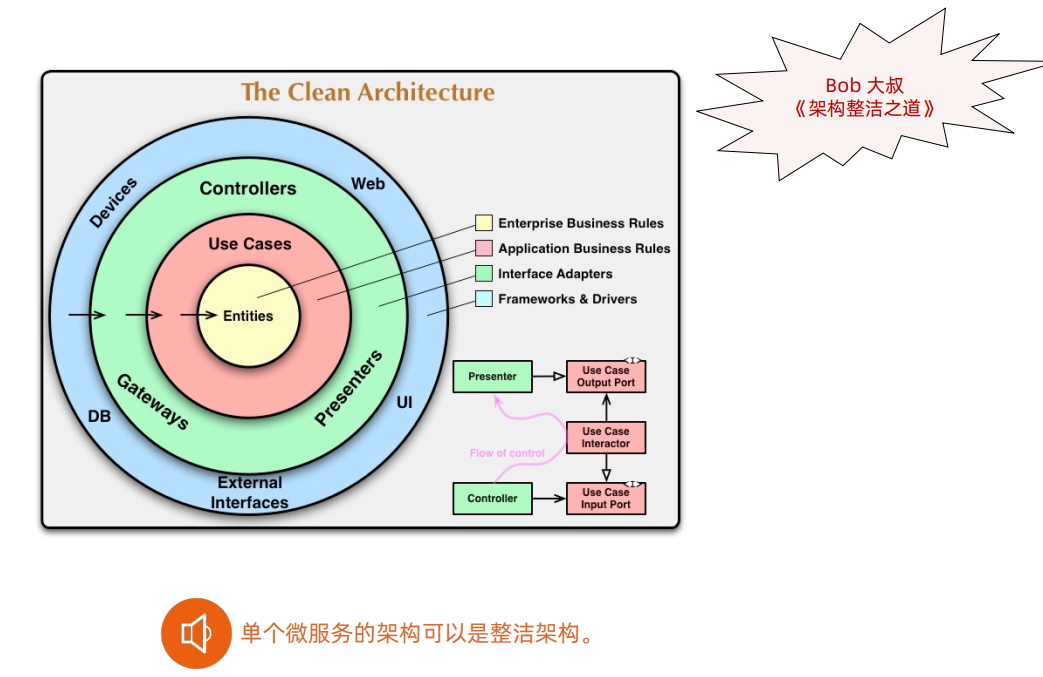 Bob 大叔
《架构整洁之道》
The Clean Architecture
Devices
Web
Controllers
Use Cases
Entities
Gateways
Presenters
DB
UI
External
Interfaces
Enterprise Business Rules
Application Business Rules
Interface Adapters
Frameworks & Drivers
Presenter
<I>
Use Case
Output Port
Use Case
Interactor
Flow of control
Controller
<I>
Use Case
Input Port
单个微服务的架构可以是整洁架构。